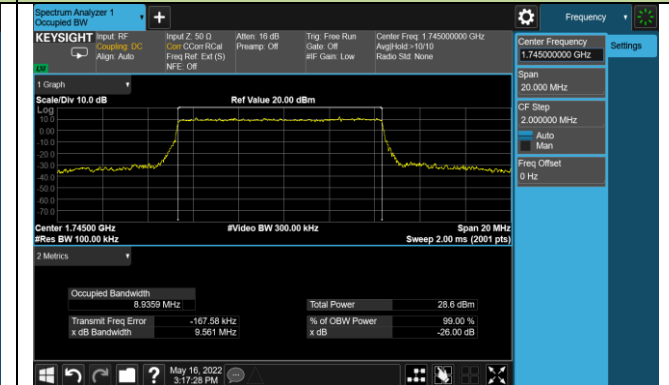 Spectrum Analyzer 1
Occupied BW
+
Frequency
KEYSIGHT
Input: RF
Coupling: DC
Align: Auto
Input Z: 50 Ω
Corr CCorr RCal
Freq Ref: Ext (S)
NFE: Off
Atten: 16 dB
Preamp: Off
Trig: Free Run
Gate: Off
#IF Gain: Low
Center Freq: 1.745000000 GHz
Avg|Hold:>10/10
Radio Std: None
Center Frequency
1.745000000 GHz
Settings
Span
20.000 MHz
CF Step
2.000000 MHz
Auto
Man
Freq Offset
0 Hz
1 Graph
Scale/Div 10.0 dB
Ref Value 20.00 dBm
Log
10.0
0.00
-10.0
-20.0
-30.0
-40.0
-50.0
-60.0
-70.0
Center 1.74500 GHz
#Video BW 300.00 kHz
Span 20 MHz
#Res BW 100.00 kHz
Sweep 2.00 ms (2001 pts)
2 Metrics
Occupied Bandwidth
8.9359 MHz
Total Power
28.6 dBm
Transmit Freq Error
-167.58 kHz
% of OBW Power
99.00 %
x dB Bandwidth
9.561 MHz
x dB
-26.00 dB
?
May 16, 2022
3:17:28 PM